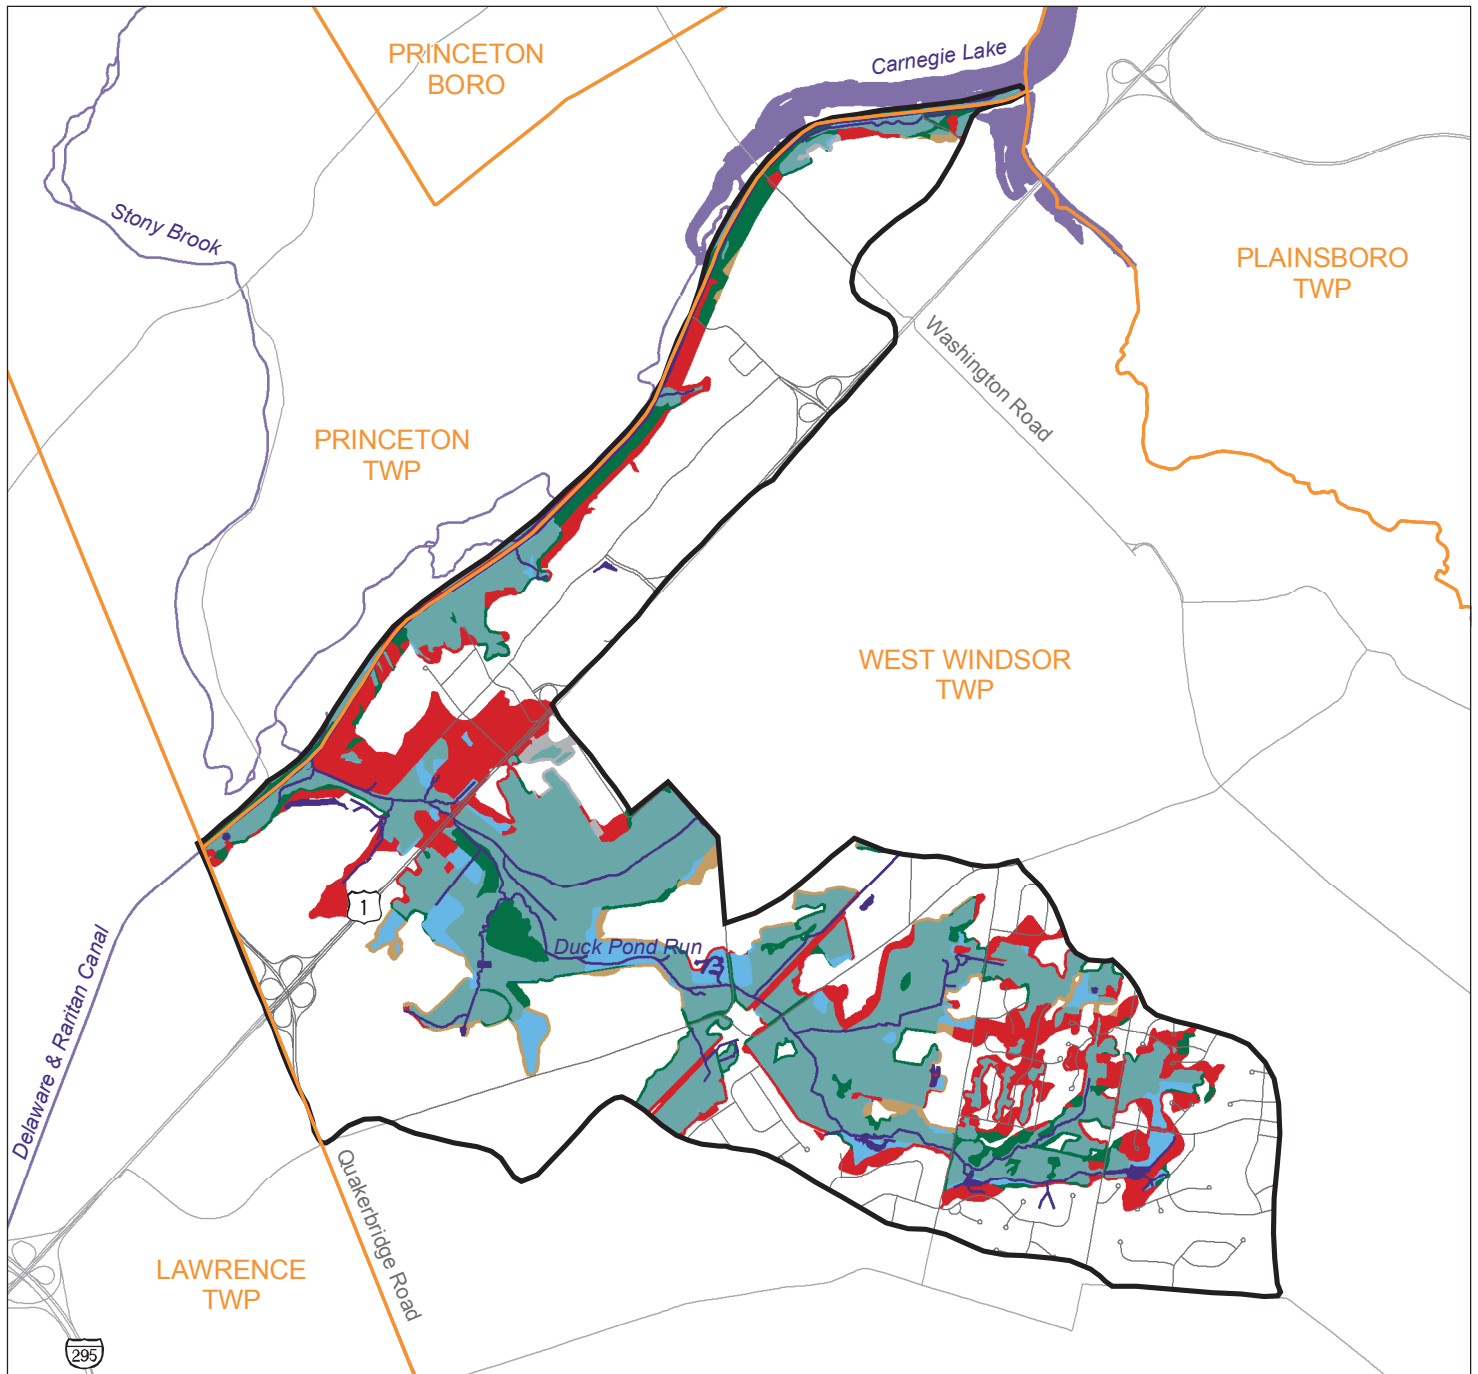 PRINCETON
BORO
Carnegie Lake
Stony Brook
PLAINSBORO
TWP
Washington Road
PRINCETON
TWP
WEST WINDSOR
TWP
1
Duck Pond Run
Delaware & Raritan Canal
Quakerbridge Road
LAWRENCE
TWP
295